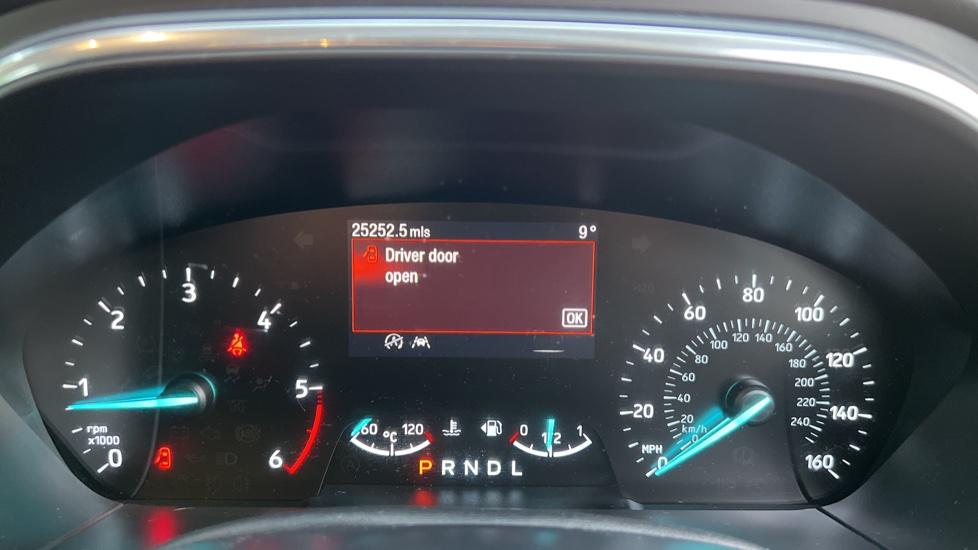 25252.5 mls 9°
Driver door
open
OK
0 1 2 3 4 5 6
rpm
x1000
60 °C 120
0 1/2 1
P R N D L
0 20 40 60 80 100 120 140 160
MPH
0 20 40 60 80 100 120 140 160 180 200 220 240
km/h